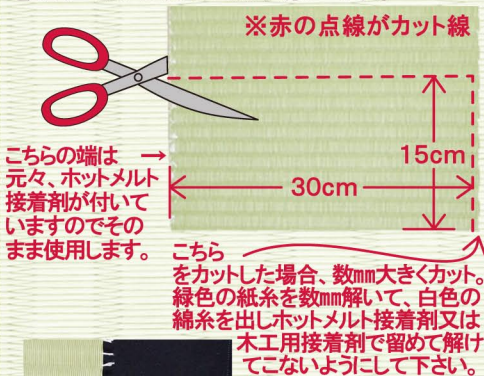 ※赤の点線がカット線
15cm
30cm
こちらの端は →
元々、ホットメルト
接着剤が付いて
いますのでその
まま使用します。
こちら
をカットした場合、数mm大きくカット。
緑色の紙糸を数mm解いて、白色の
綿糸を出しホットメルト接着剤又は
木工用接着剤で留めて解け
てこないようにして下さい。